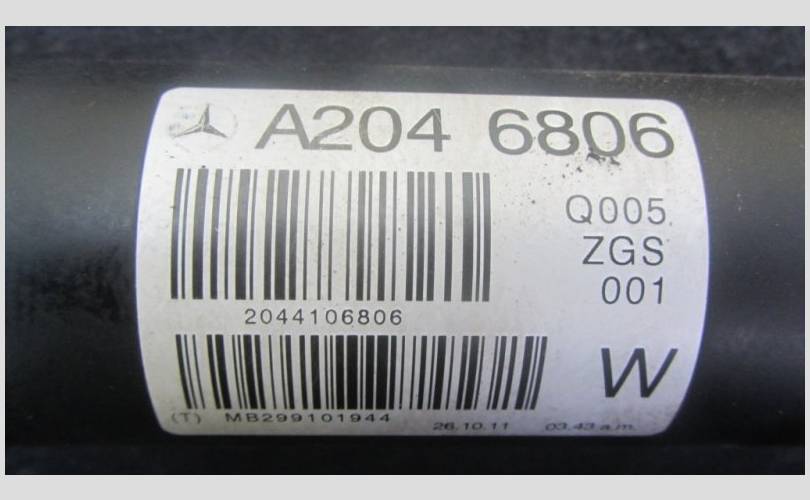 A204 6806
Q005
ZGS
001
2044106806
W
(T) MB299101944
26.10.11 03.43 a.m.